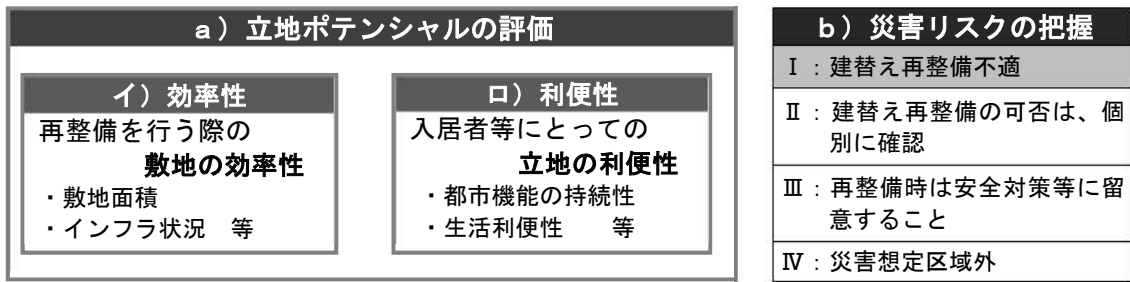 a）立地ポテンシャルの評価
イ）効率性
再整備を行う際の
敷地の効率性
・敷地面積
・インフラ状況　等
ロ）利便性
入居者等にとっての
立地の利便性
・都市機能の持続性
・生活利便性　　等
b）災害リスクの把握
Ⅰ：建替え再整備不適
Ⅱ：建替え再整備の可否は、個
別に確認
Ⅲ：再整備時は安全対策等に留
意すること
Ⅳ：災害想定区域外